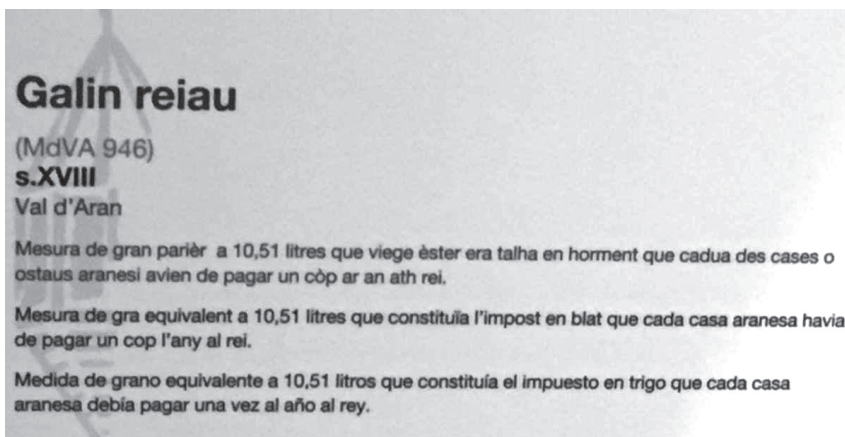 Galin reiau
(MdVA 946)
s.XVIII
Val d'Aran
Mesura de gran parièr a 10,51 litres que viege èster era talha en horment que cadua des cases o
ostaus aranesi avien de pagar un còp ar an ath rei.
Mesura de gra equivalent a 10,51 litres que constituïa l'impost en blat que cada casa aranesa havia
de pagar un cop l'any al rei.
Medida de grano equivalente a 10,51 litros que constituía el impuesto en trigo que cada casa
aranesa debía pagar una vez al año al rey.